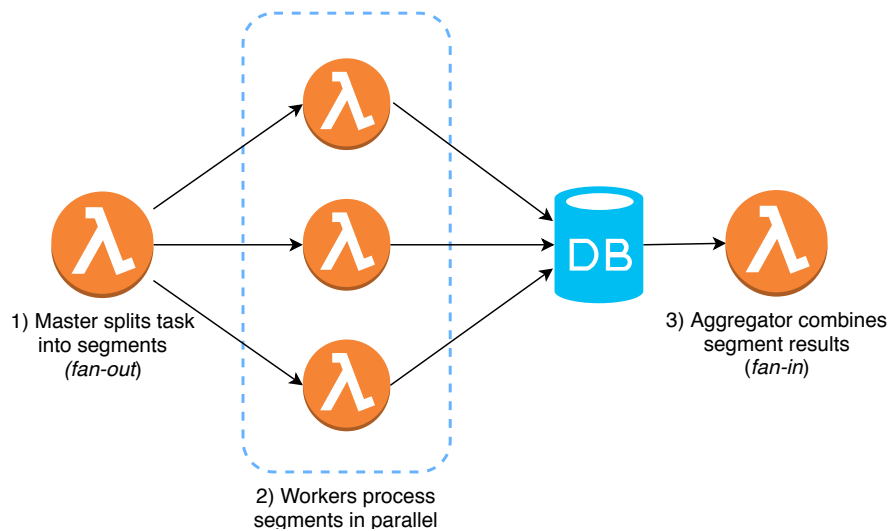 1) Master splits task
into segments
(fan-out)
2) Workers process
segments in parallel
DB
3) Aggregator combines
segment results
(fan-in)